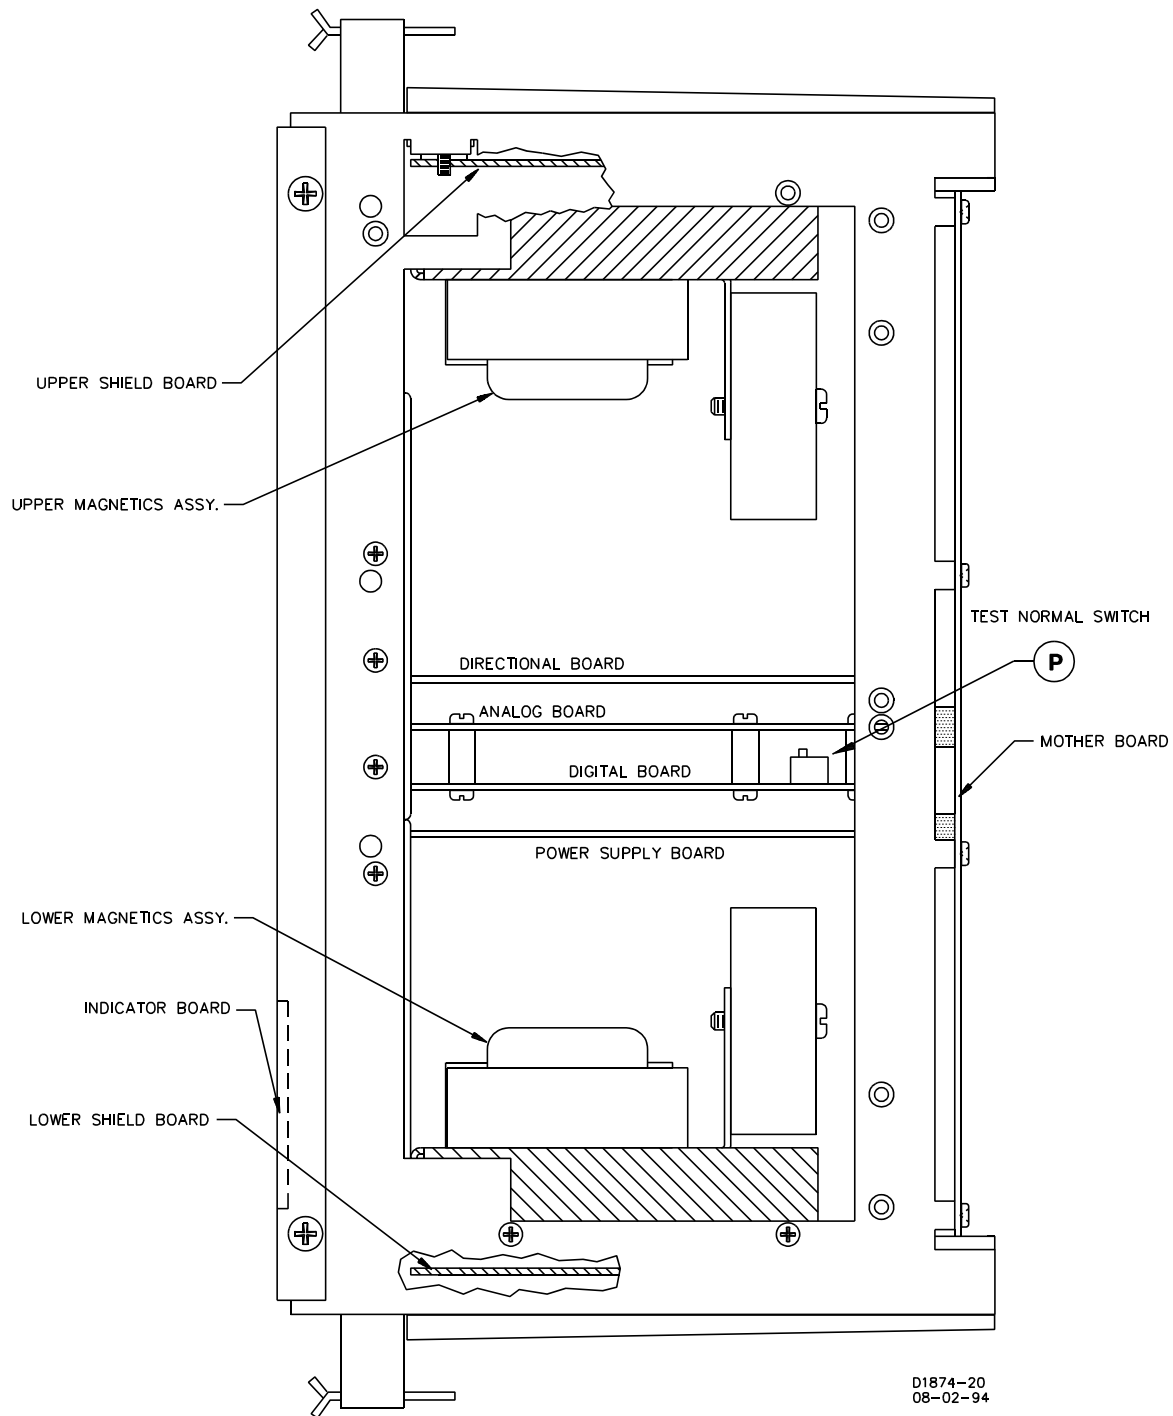 UPPER SHIELD BOARD
UPPER MAGNETICS ASSY.
TEST NORMAL SWITCH
P
DIRECTIONAL BOARD
ANALOG BOARD
MOTHER BOARD
DIGITAL BOARD
POWER SUPPLY BOARD
LOWER MAGNETICS ASSY.
INDICATOR BOARD
LOWER SHIELD BOARD
D1874-20
08-02-94